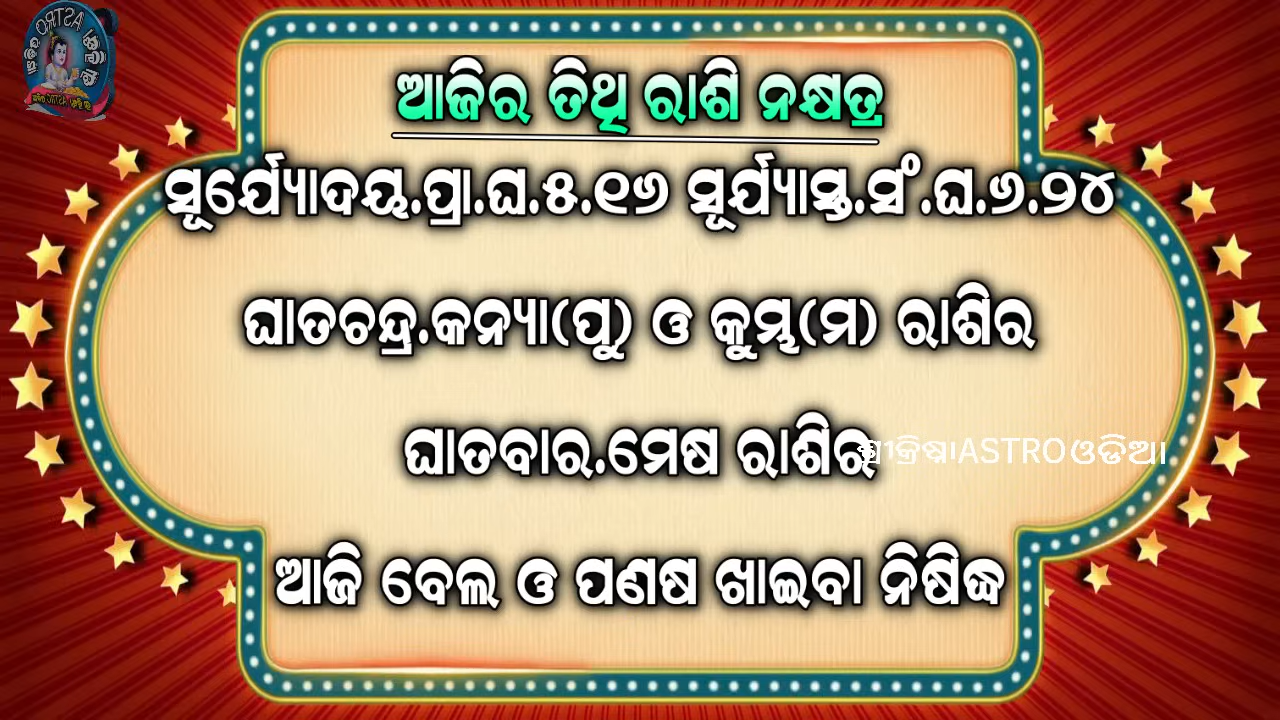 ଆଜିର ତିଥି ରାଶି ନକ୍ଷତ୍ର
ସୂର୍ଯ୍ୟୋଦୟ.ପ୍ରା.ଘ.୫.୧୬ ସୂର୍ଯ୍ୟାସ୍ତ.ସଂ.ଘ.୬.୨୪
ଘାତଚନ୍ଦ୍ର.କନ୍ୟା(ପୁ) ଓ କୁମ୍ଭ(ମ) ରାଶିର
ଘାତବାର.ମେଷ ରାଶିର
ଶ୍ରୀକ୍ରିଷ୍ନା ASTRO ଓଡିଆ
ଆଜି ବେଲ ଓ ପଣଷ ଖାଇବା ନିଷିଦ୍ଧ